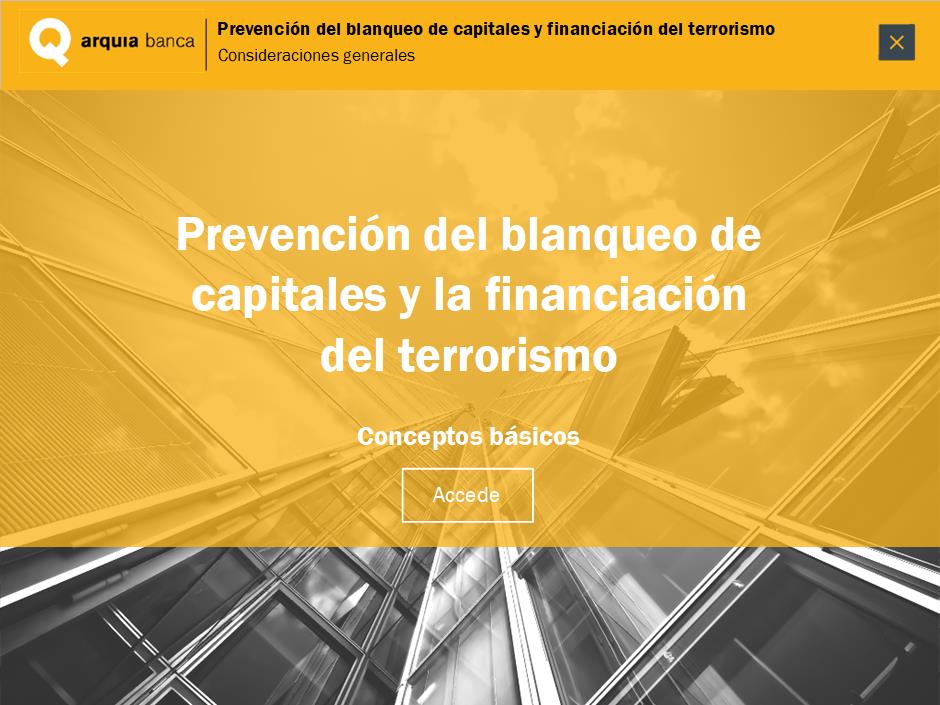 arquia banca
Prevención del blanqueo de capitales y financiación del terrorismo
Consideraciones generales
Prevención del blanqueo de
capitales y la financiación
del terrorismo
Conceptos básicos
Accede